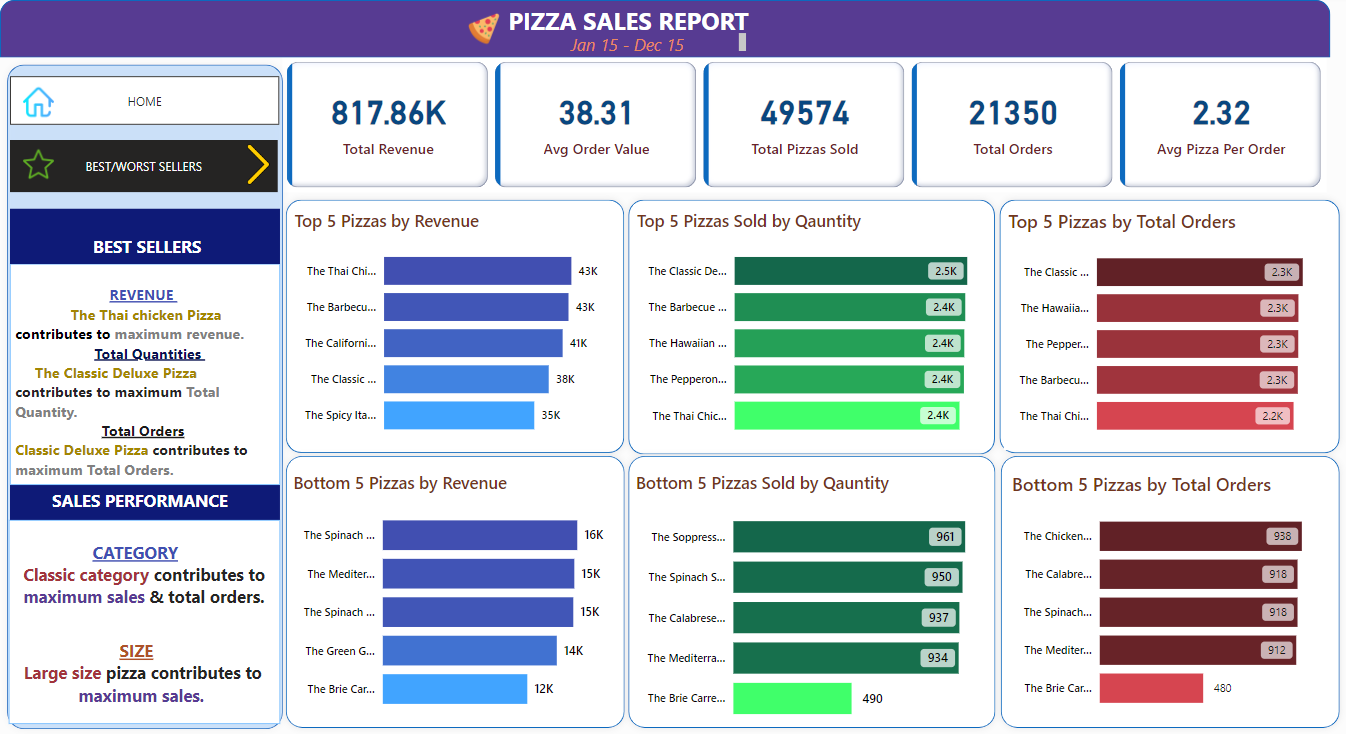 PIZZA SALES REPORT
Jan 15 - Dec 15
HOME
BEST/WORST SELLERS
BEST SELLERS
REVENUE
The Thai chicken Pizza
contributes to maximum revenue.
Total Quantities
The Classic Deluxe Pizza
contributes to maximum Total
Quantity.
Total Orders
Classic Deluxe Pizza contributes to
maximum Total Orders.
SALES PERFORMANCE
CATEGORY
Classic category contributes to
maximum sales & total orders.
SIZE
Large size pizza contributes to
maximum sales.
817.86K
Total Revenue
38.31
Avg Order Value
49574
Total Pizzas Sold
21350
Total Orders
2.32
Avg Pizza Per Order
Top 5 Pizzas by Revenue
The Thai Chi... 43K
The Barbecu... 43K
The Californi... 41K
The Classic ... 38K
The Spicy Ita... 35K
Top 5 Pizzas Sold by Qauntity
The Classic De... 2.5K
The Barbecue ... 2.4K
The Hawaiian ... 2.4K
The Pepperon... 2.4K
The Thai Chic... 2.4K
Top 5 Pizzas by Total Orders
The Classic ... 2.3K
The Hawaiia... 2.3K
The Pepper... 2.3K
The Barbecu... 2.3K
The Thai Chi... 2.2K
Bottom 5 Pizzas by Revenue
The Spinach ... 16K
The Mediter... 15K
The Spinach ... 15K
The Green G... 14K
The Brie Car... 12K
Bottom 5 Pizzas Sold by Qauntity
The Soppress... 961
The Spinach S... 950
The Calabrese... 937
The Mediterra... 934
The Brie Carre... 490
Bottom 5 Pizzas by Total Orders
The Chicken... 938
The Calabre... 918
The Spinach... 918
The Mediter... 912
The Brie Car... 480